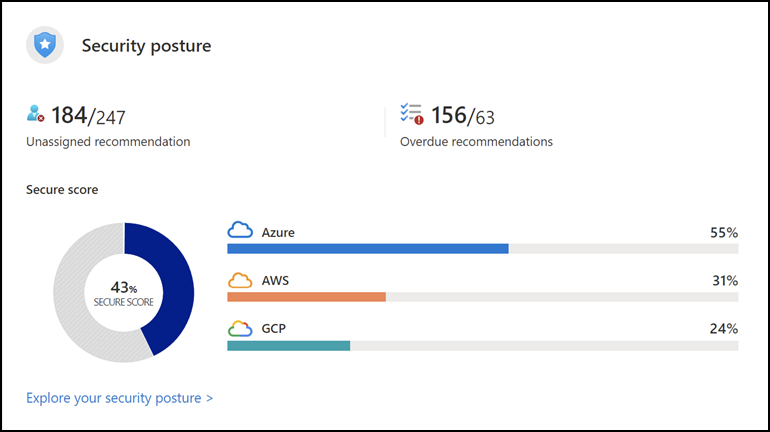 Security posture
184/247
Unassigned recommendation
156/63
Overdue recommendations
Secure score
43%
SECURE SCORE
Azure 55%
AWS 31%
GCP 24%
Explore your security posture >